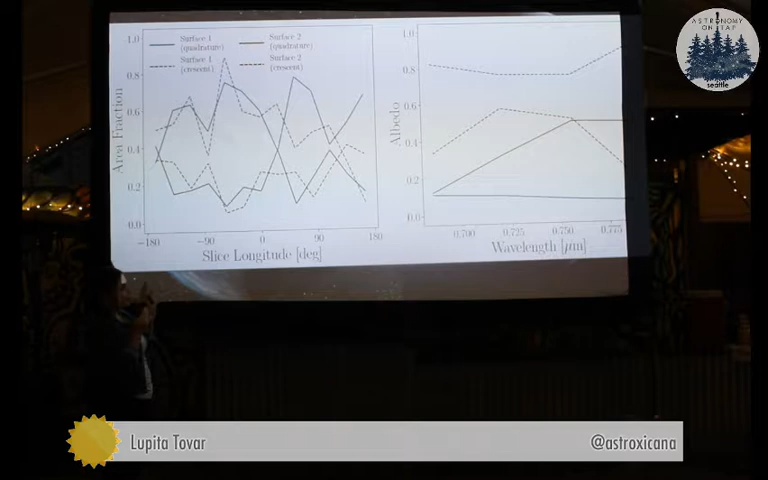 ASTRONOMY
ON TAP
seattle
Surface 1
(quadrature)
Surface 2
(quadrature)
Surface 1
(crescent)
Surface 2
(crescent)
1.0
0.8
0.6
0.4
0.2
0.0
Area Fraction
-180
-90
0
90
180
Slice Longitude [deg]
1.0
0.8
0.6
0.4
0.2
0.0
Albedo
0.700
0.725
0.750
0.775
Wavelength [μm]
Lupita Tovar
@astroxicana